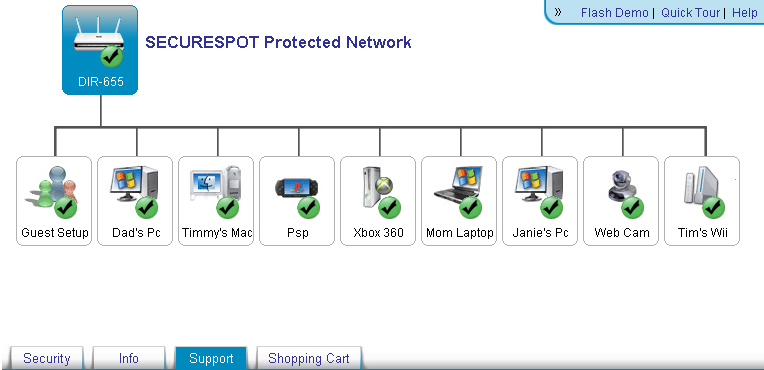 » Flash Demo | Quick Tour | Help
SECURESPOT Protected Network
DIR-655
Guest Setup Dad's Pc Timmy's Mac Psp Xbox 360 Mom Laptop Janie's Pc Web Cam Tim's Wii
Security Info Support Shopping Cart